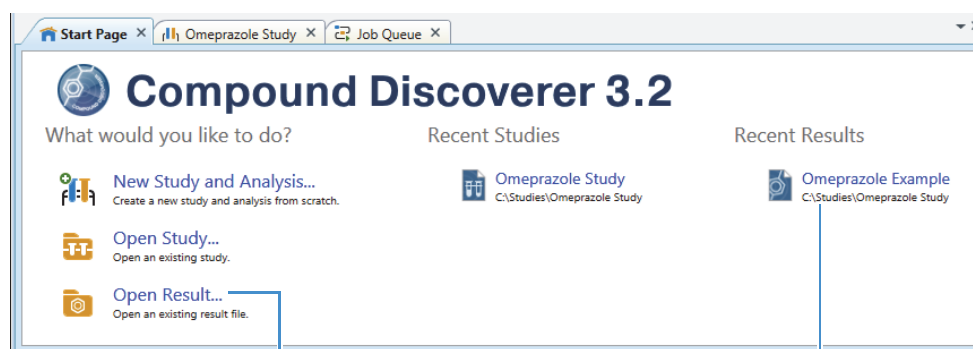 Start Page
Omeprazole Study
Job Queue
Compound Discoverer 3.2
What would you like to do?
Recent Studies
Recent Results
New Study and Analysis...
Create a new study and analysis from scratch.
Omeprazole Study
C:\Studies\Omeprazole Study
Omeprazole Example
C:\Studies\Omeprazole Study
Open Study...
Open an existing study.
Open Result...
Open an existing result file.